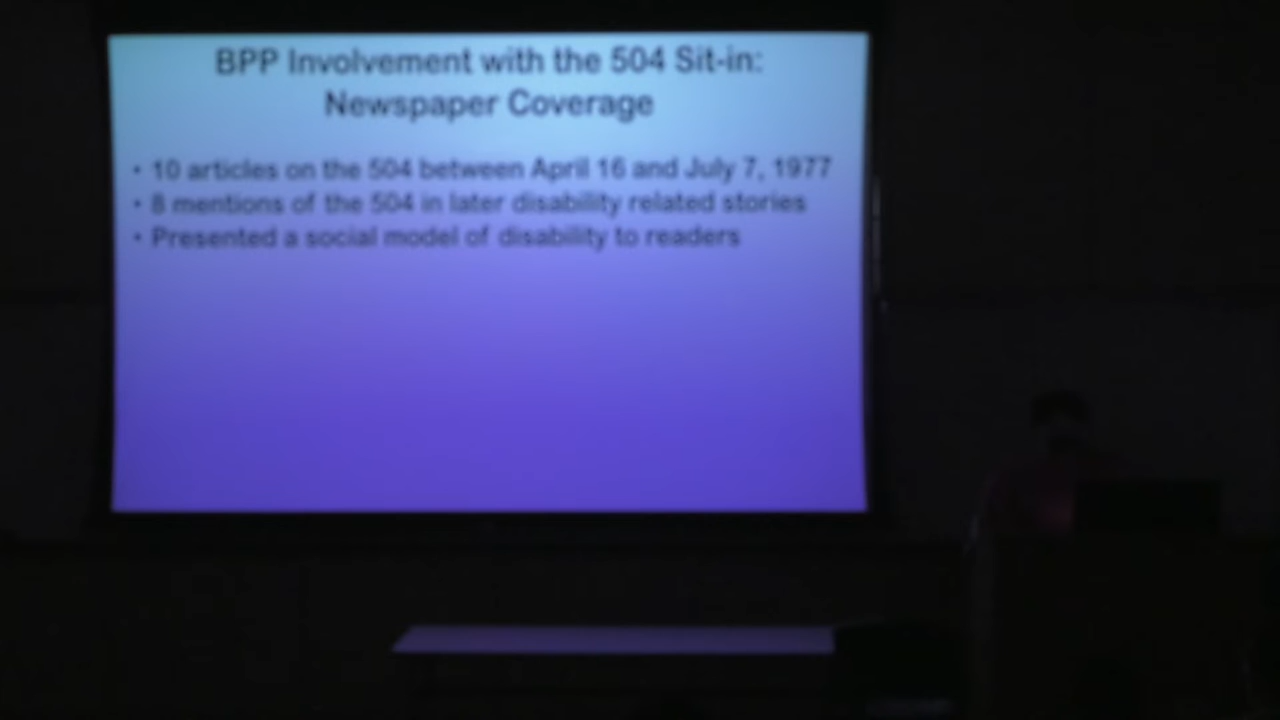 BPP Involvement with the 504 Sit-in:
Newspaper Coverage
• 10 articles on the 504 between April 16 and July 7, 1977
• 8 mentions of the 504 in later disability related stories
• Presented a social model of disability to readers